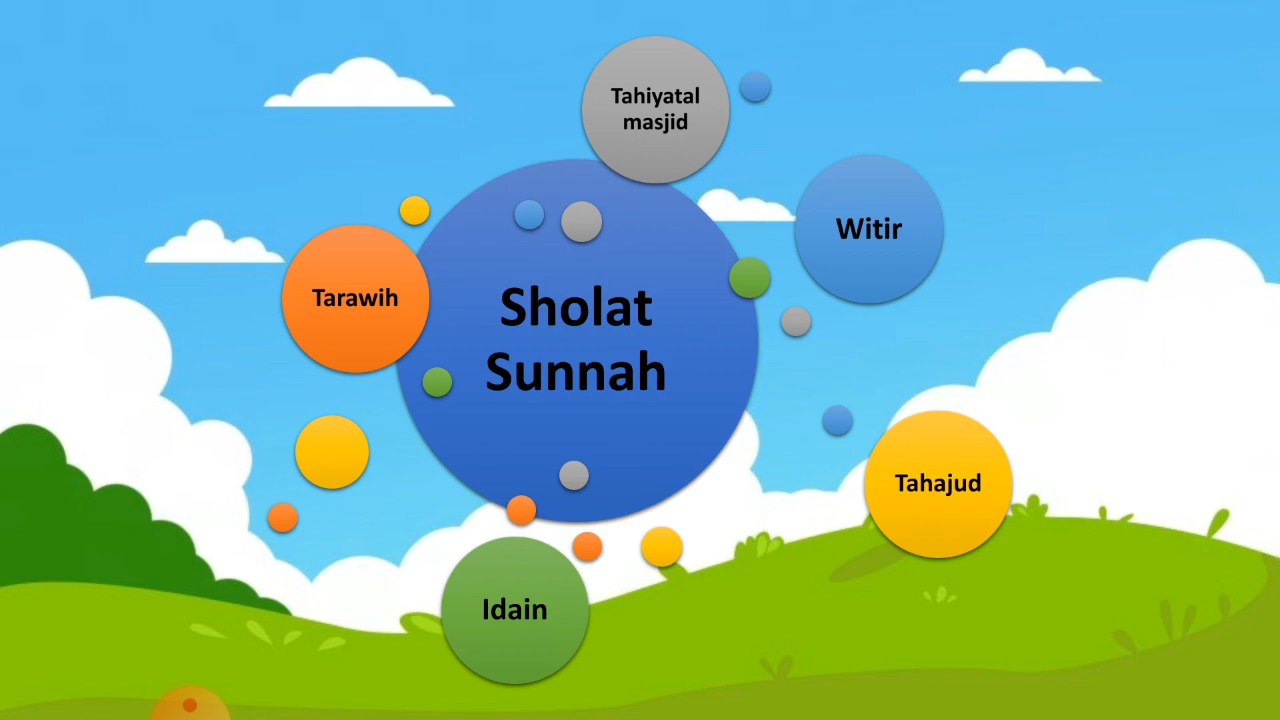 Tahiyatal
masjid
Witir
Tarawih
Sholat
Sunnah
Tahajud
Idain